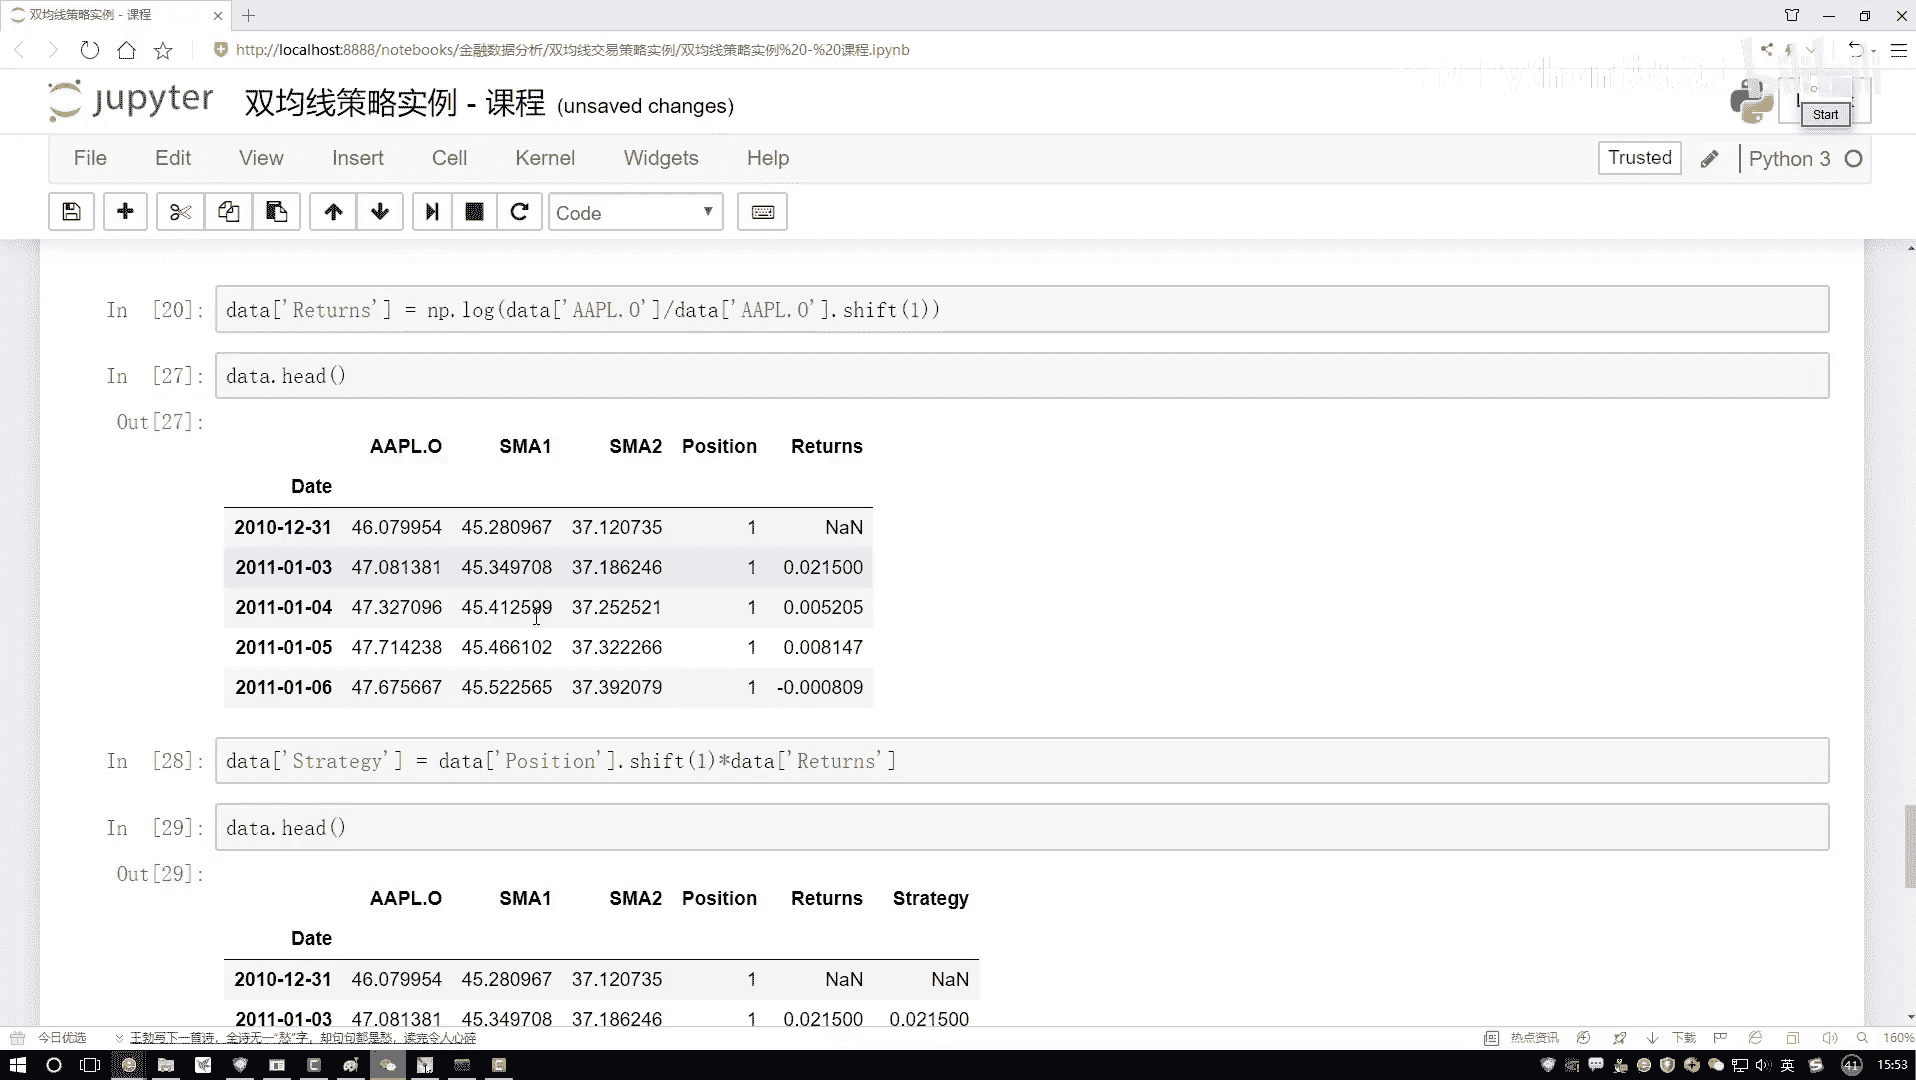 双均线策略实例 - 课程
http://localhost:8888/notebooks/金融数据分析/双均线交易策略实例/双均线策略实例%20-%20课程.ipynb
jupyter 双均线策略实例 - 课程 (unsaved changes)
Start
File Edit View Insert Cell Kernel Widgets Help
Trusted Python 3
Code
In [20]: data['Returns'] = np.log(data['AAPL.O']/data['AAPL.O'].shift(1))
In [27]: data.head()
Out[27]:
AAPL.O SMA1 SMA2 Position Returns
Date
2010-12-31 46.079954 45.280967 37.120735 1 NaN
2011-01-03 47.081381 45.349708 37.186246 1 0.021500
2011-01-04 47.327096 45.412599 37.252521 1 0.005205
2011-01-05 47.714238 45.466102 37.322266 1 0.008147
2011-01-06 47.675667 45.522565 37.392079 1 -0.000809
In [28]: data['Strategy'] = data['Position'].shift(1)*data['Returns']
In [29]: data.head()
Out[29]:
AAPL.O SMA1 SMA2 Position Returns Strategy
Date
2010-12-31 46.079954 45.280967 37.120735 1 NaN NaN
2011-01-03 47.081381 45.349708 37.186246 1 0.021500 0.021500
今日优选 王勃写下一首诗，全诗无一“愁”字，却句句都是愁，读完令人心碎 热点资讯 下载 160%
英 41 15:53